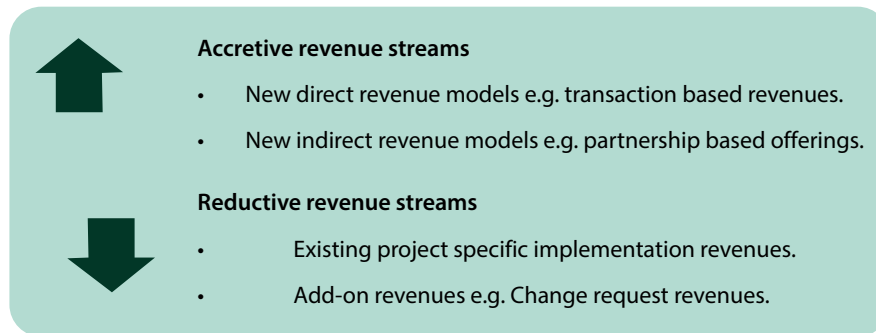 Accretive revenue streams
• New direct revenue models e.g. transaction based revenues.
• New indirect revenue models e.g. partnership based offerings.
Reductive revenue streams
• Existing project specific implementation revenues.
• Add-on revenues e.g. Change request revenues.